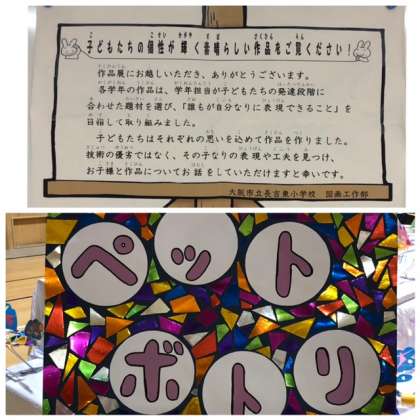 子どもたちの個性が輝く素晴らしい作品をご覧ください！
作品展にお越しいただき、ありがとうございます。
各学年の作品は、学年担当が子どもたちの発達段階に
合わせた題材を選び、「誰もが自分なりに表現できること」を
目指して取り組みました。
子どもたちはそれぞれの思いを込めて作品を作りました。
技術の優劣ではなく、その子なりの表現や工夫を見つけ、
お子様と作品についてお話をしていただけますと幸いです。
大阪市立長吉東小学校　図画工作部
ペット
ボトリ